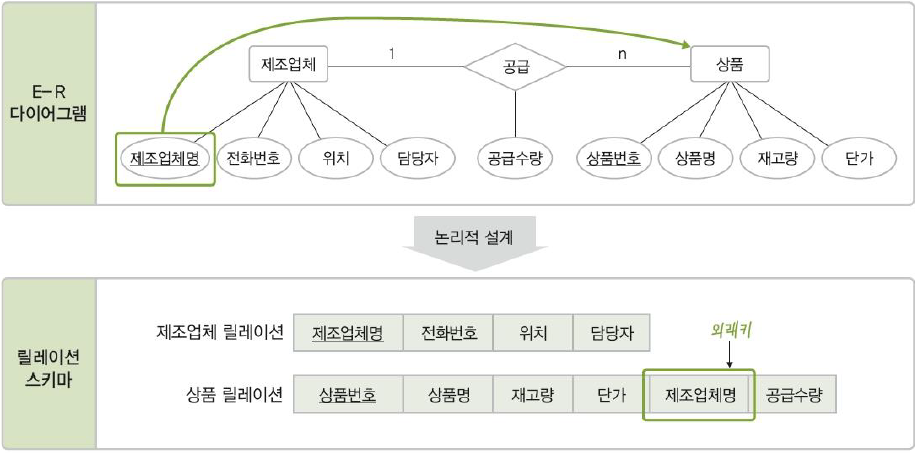 E-R
다이어그램
제조업체
1
공급
n
상품
제조업체명
전화번호
위치
담당자
공급수량
상품번호
상품명
재고량
단가
논리적 설계
릴레이션
스키마
외래키
제조업체 릴레이션
제조업체명
전화번호
위치
담당자
상품 릴레이션
상품번호
상품명
재고량
단가
제조업체명
공급수량